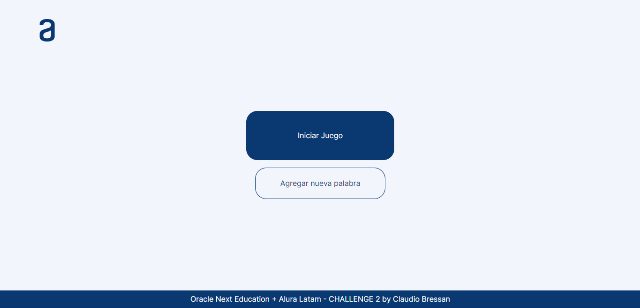 a
Iniciar Juego
Agregar nueva palabra
Oracle Next Education + Alura Latam - CHALLENGE 2 by Claudio Bressan